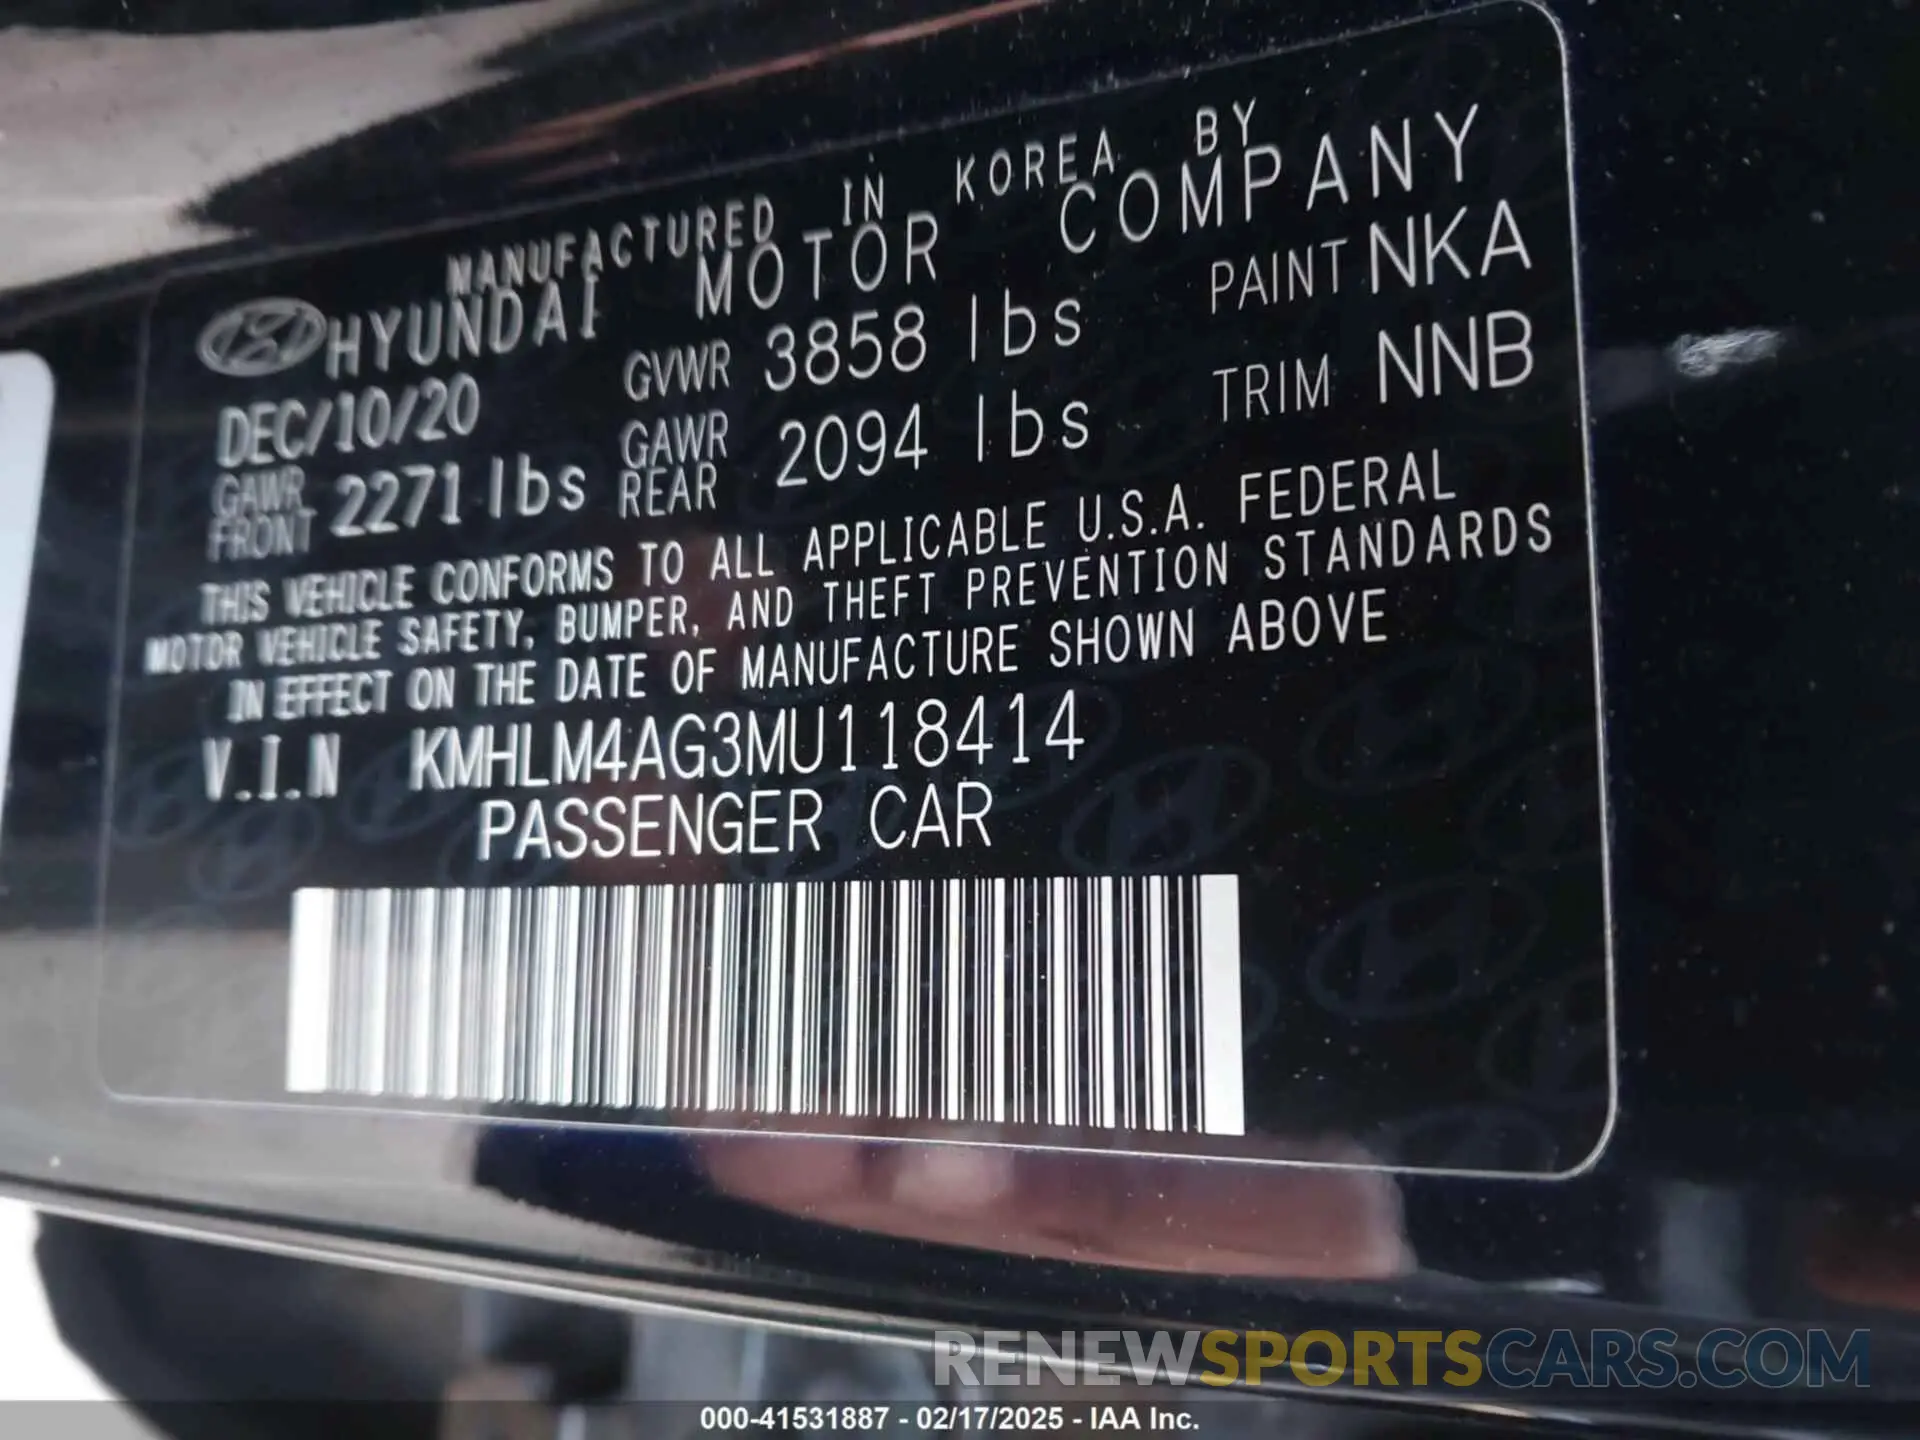 MANUFACTURED IN KOREA BY
HYUNDAI MOTOR COMPANY
DEC/10/20 GVWR 3858 lbs PAINT NKA
GAWR FRONT 2271 lbs GAWR REAR 2094 lbs TRIM NNB
THIS VEHICLE CONFORMS TO ALL APPLICABLE U.S.A. FEDERAL
MOTOR VEHICLE SAFETY, BUMPER, AND THEFT PREVENTION STANDARDS
IN EFFECT ON THE DATE OF MANUFACTURE SHOWN ABOVE
V.I.N KMHLM4AG3MU118414
PASSENGER CAR
RENEWSPORTSCARS.COM
000-41531887 - 02/17/2025 - IAA Inc.